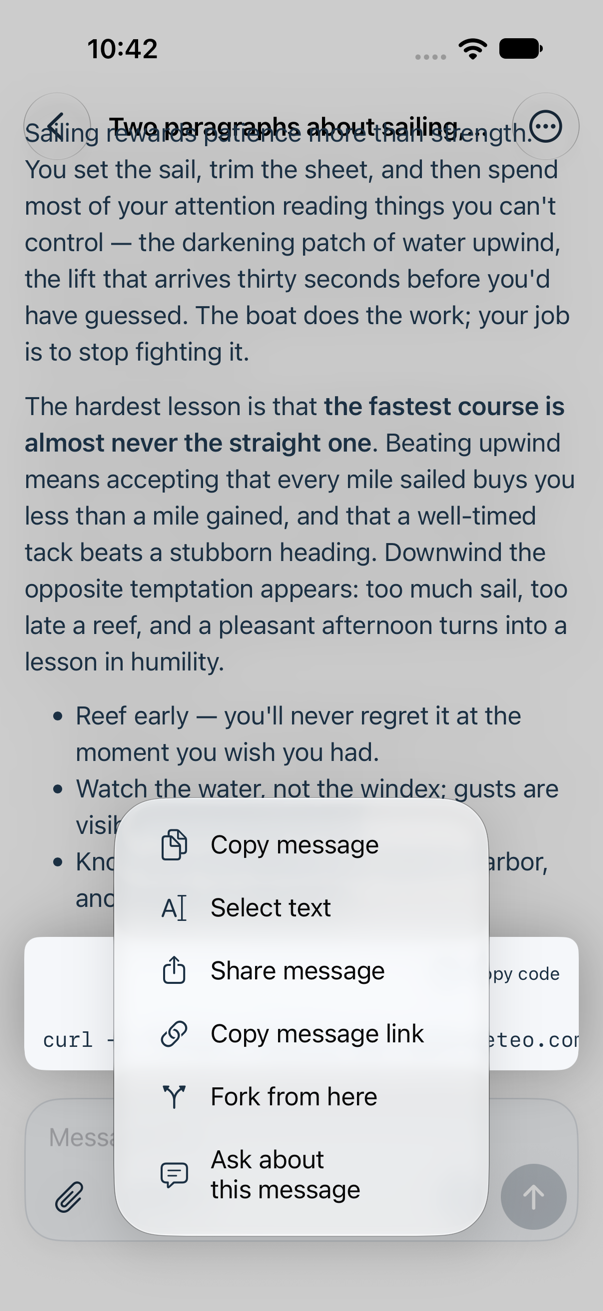 10:42
Two paragraphs about sailing,...
Sailing rewards patience more than strength.
You set the sail, trim the sheet, and then spend
most of your attention reading things you can't
control — the darkening patch of water upwind,
the lift that arrives thirty seconds before you'd
have guessed. The boat does the work; your job
is to stop fighting it.
The hardest lesson is that the fastest course is
almost never the straight one. Beating upwind
means accepting that every mile sailed buys you
less than a mile gained, and that a well-timed
tack beats a stubborn heading. Downwind the
opposite temptation appears: too much sail, too
late a reef, and a pleasant afternoon turns into a
lesson in humility.
• Reef early — you'll never regret it at the
moment you wish you had.
• Watch the water, not the windex; gusts are
Copy message
Select text
Share message
Copy message link
Fork from here
Ask about
this message
code
curl